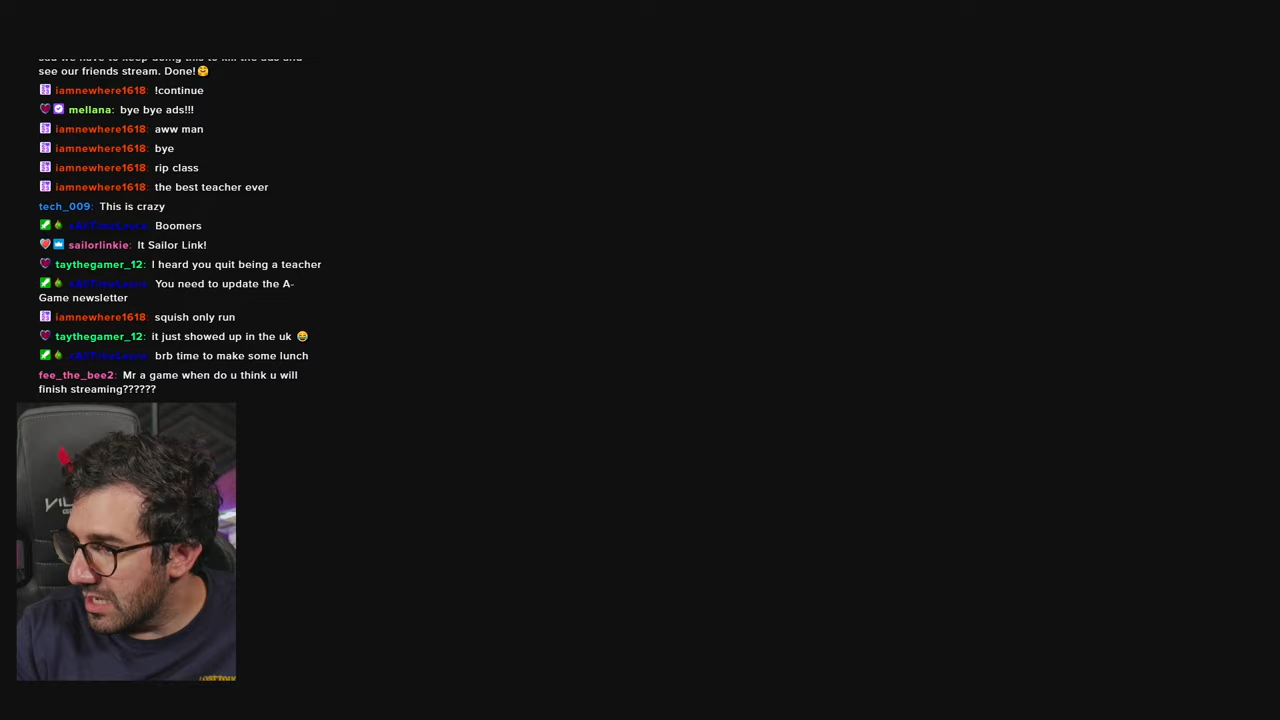 see our friends stream. Done!🤗
iamnewhere1618: !continue
mellana: bye bye ads!!!
iamnewhere1618: aww man
iamnewhere1618: bye
iamnewhere1618: rip class
iamnewhere1618: the best teacher ever
tech_009: This is crazy
Boomers
sailorlinkie: It Sailor Link!
taythegamer_12: I heard you quit being a teacher
You need to update the A-
Game newsletter
iamnewhere1618: squish only run
taythegamer_12: it just showed up in the uk 😂
brb time to make some lunch
fee_the_bee2: Mr a game when do u think u will
finish streaming??????